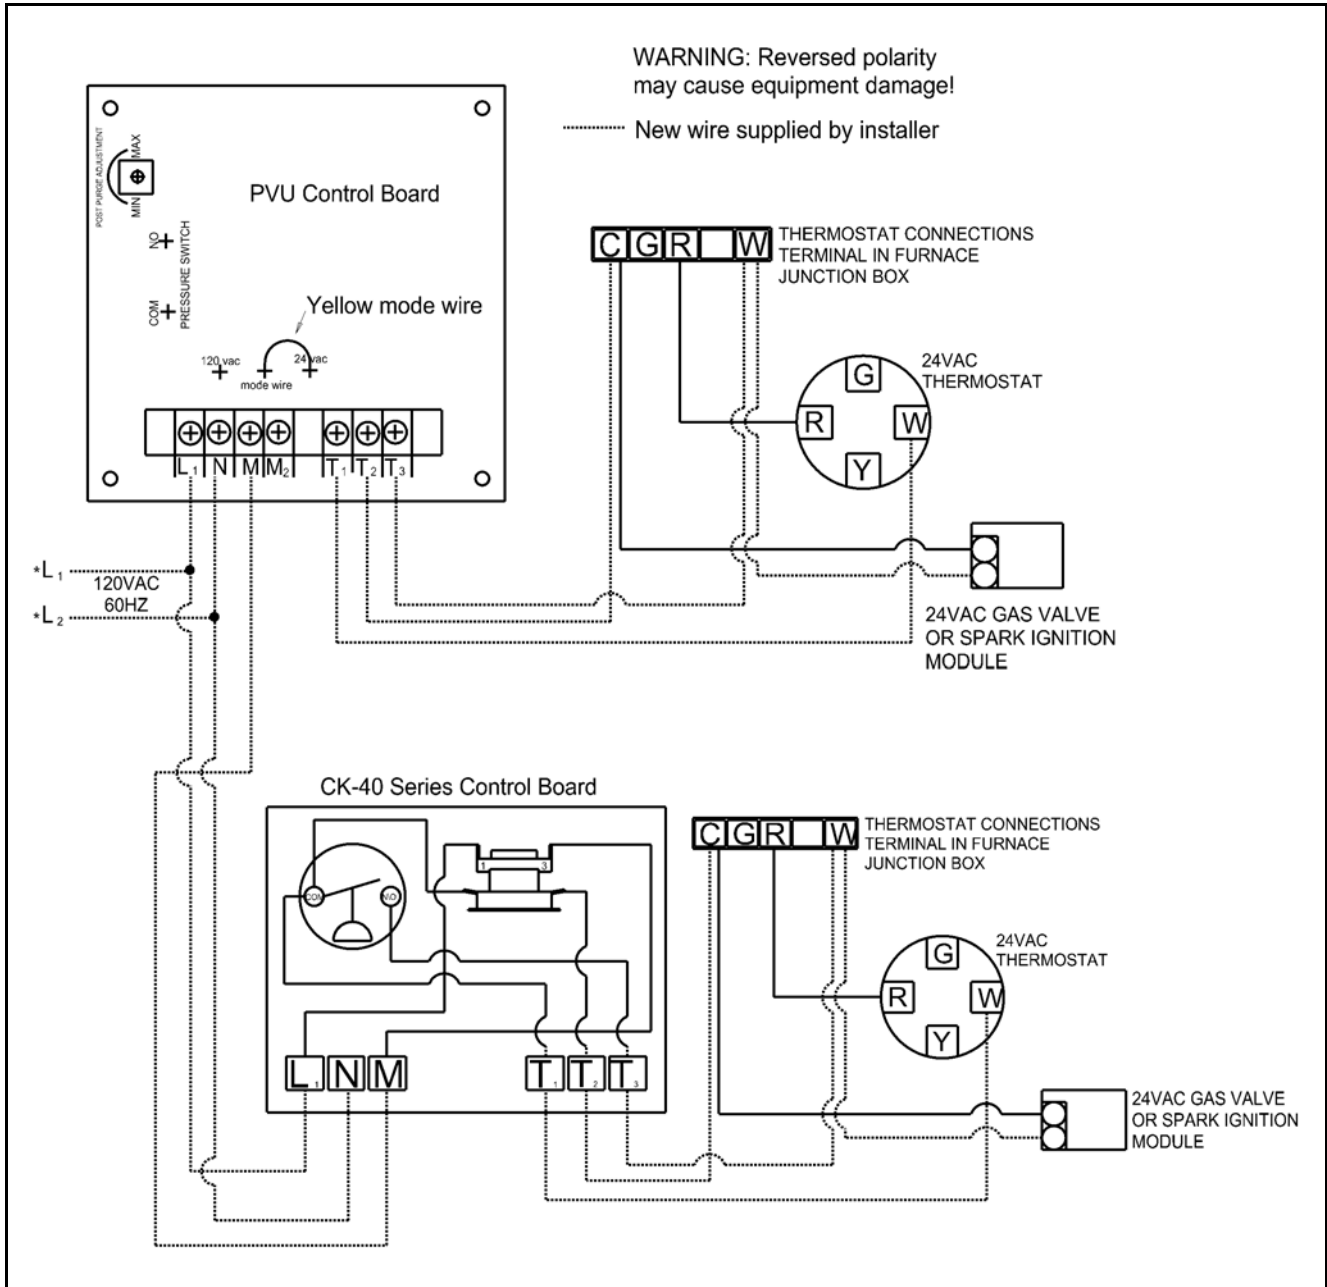 WARNING: Reversed polarity
may cause equipment damage!
New wire supplied by installer
POST PURGE ADJUSTMENT
MAX
MIN
PVU Control Board
NO
COM
PRESSURE SWITCH
Yellow mode wire
120 vac
24 vac
mode wire
L1 N M M2 T1 T2 T3
C G R W
THERMOSTAT CONNECTIONS
TERMINAL IN FURNACE
JUNCTION BOX
24VAC
THERMOSTAT
G
R W
Y
*L1
120VAC
60HZ
*L2
24VAC GAS VALVE
OR SPARK IGNITION
MODULE
CK-40 Series Control Board
1 3
COM N\O
L1 N M T1 T2 T3
C G R W
THERMOSTAT CONNECTIONS
TERMINAL IN FURNACE
JUNCTION BOX
24VAC
THERMOSTAT
G
R W
Y
24VAC GAS VALVE
OR SPARK IGNITION
MODULE